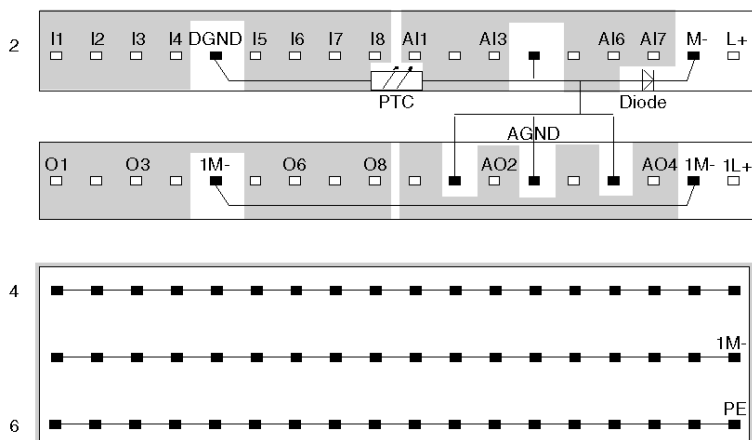 I1 I2 I3 I4 DGND I5 I6 I7 I8 AI1 AI3 AI6 AI7 M- L+
2
PTC Diode
AGND
O1 O3 1M- O6 O8 AO2 AO4 1M- 1L+
4
1M-
6 PE